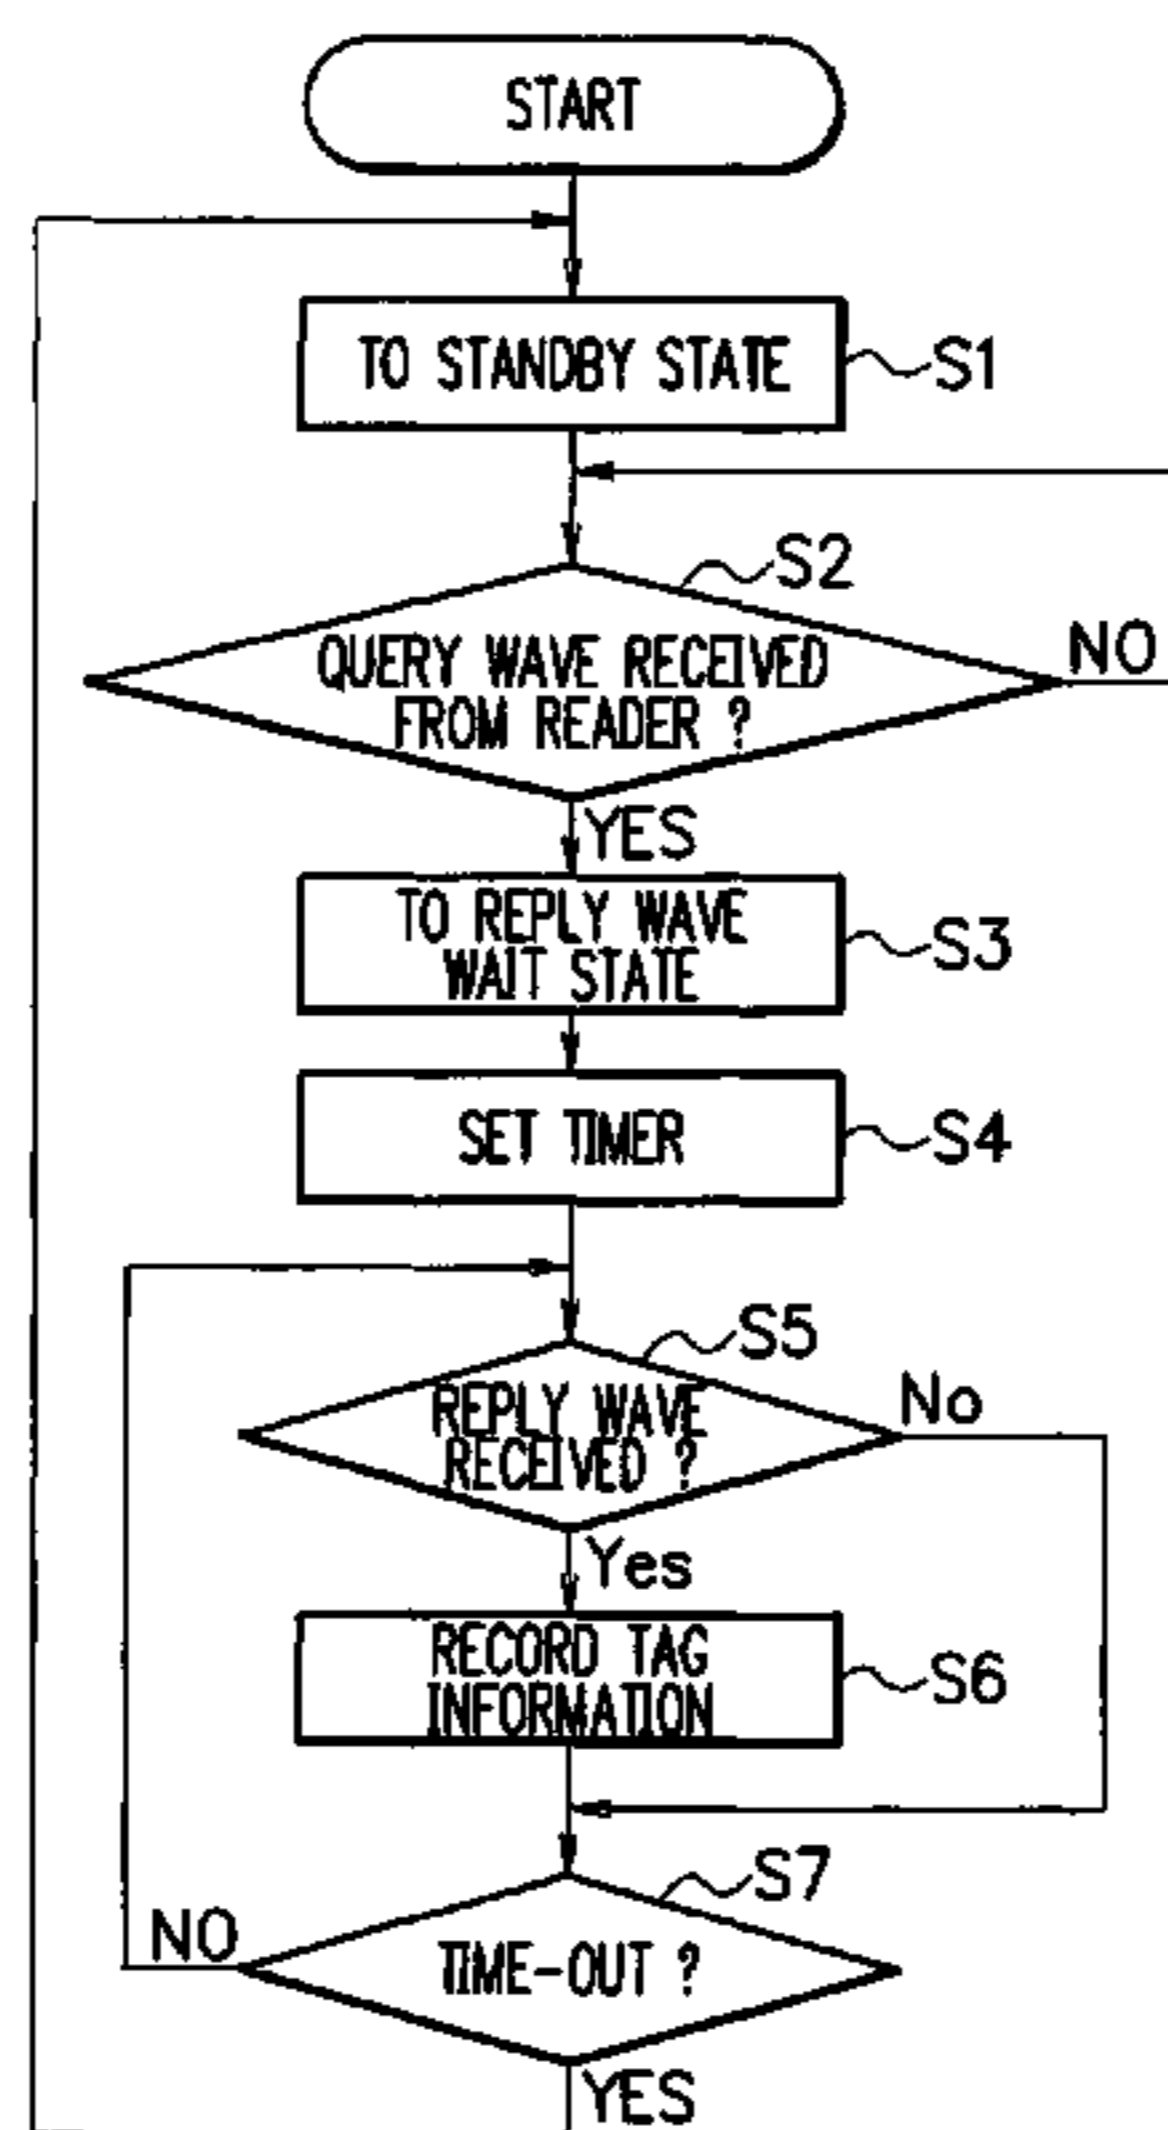 START
TO STANDBY STATE
S1
S2
QUERY WAVE RECEIVED
FROM READER ?
NO
YES
TO REPLY WAVE
WAIT STATE
S3
SET TIMER
S4
S5
REPLY WAVE
RECEIVED ?
No
Yes
RECORD TAG
INFORMATION
S6
S7
TIME-OUT ?
NO
YES